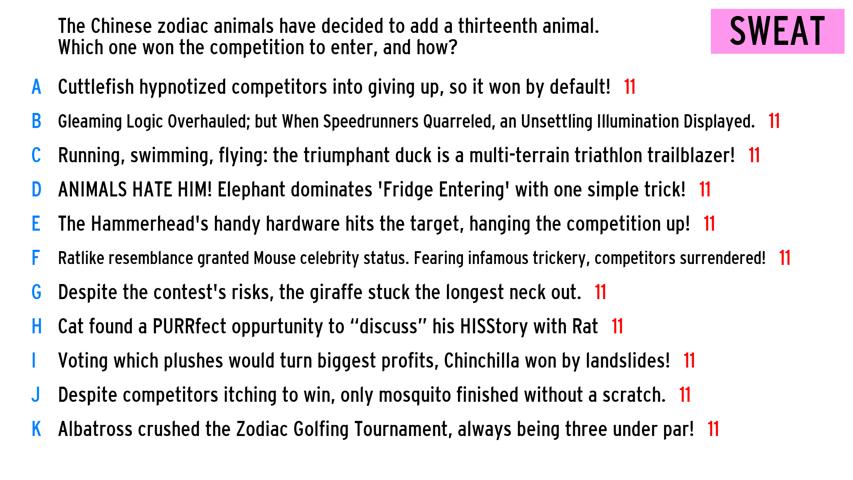 The Chinese zodiac animals have decided to add a thirteenth animal.
Which one won the competition to enter, and how?
SWEAT
A Cuttlefish hypnotized competitors into giving up, so it won by default! 11
B Gleaming Logic Overhauled; but When Speedrunners Quarreled, an Unsettling Illumination Displayed. 11
C Running, swimming, flying: the triumphant duck is a multi-terrain triathlon trailblazer! 11
D ANIMALS HATE HIM! Elephant dominates 'Fridge Entering' with one simple trick! 11
E The Hammerhead's handy hardware hits the target, hanging the competition up! 11
F Ratlike resemblance granted Mouse celebrity status. Fearing infamous trickery, competitors surrendered! 11
G Despite the contest's risks, the giraffe stuck the longest neck out. 11
H Cat found a PURRfect oppurtunity to “discuss” his HISStory with Rat 11
I Voting which plushes would turn biggest profits, Chinchilla won by landslides! 11
J Despite competitors itching to win, only mosquito finished without a scratch. 11
K Albatross crushed the Zodiac Golfing Tournament, always being three under par! 11